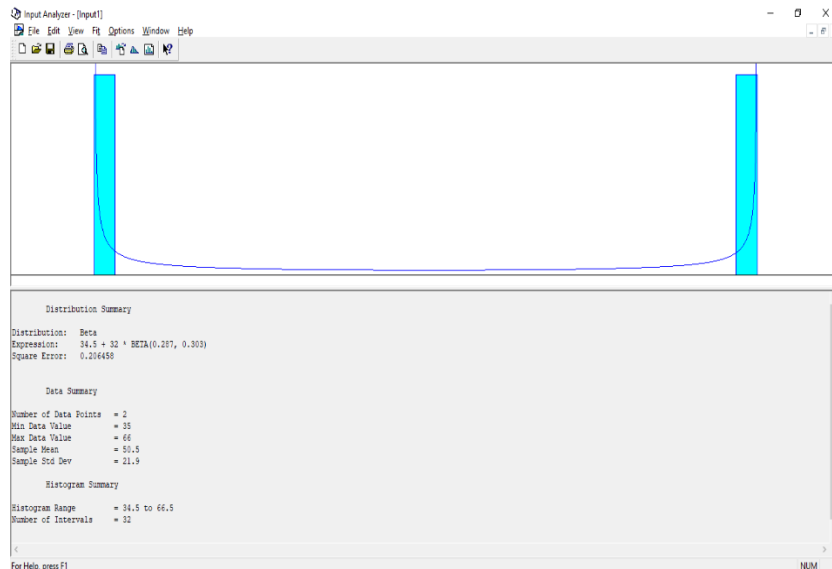 Input Analyzer - [Input1]
File Edit View Fit Options Window Help
Distribution Summary
Distribution: Beta
Expression: 34.5 + 32 * BETA(0.287, 0.303)
Square Error: 0.206458
Data Summary
Number of Data Points = 2
Min Data Value = 35
Max Data Value = 66
Sample Mean = 50.5
Sample Std Dev = 21.9
Histogram Summary
Histogram Range = 34.5 to 66.5
Number of Intervals = 32
For Help, press F1 NUM